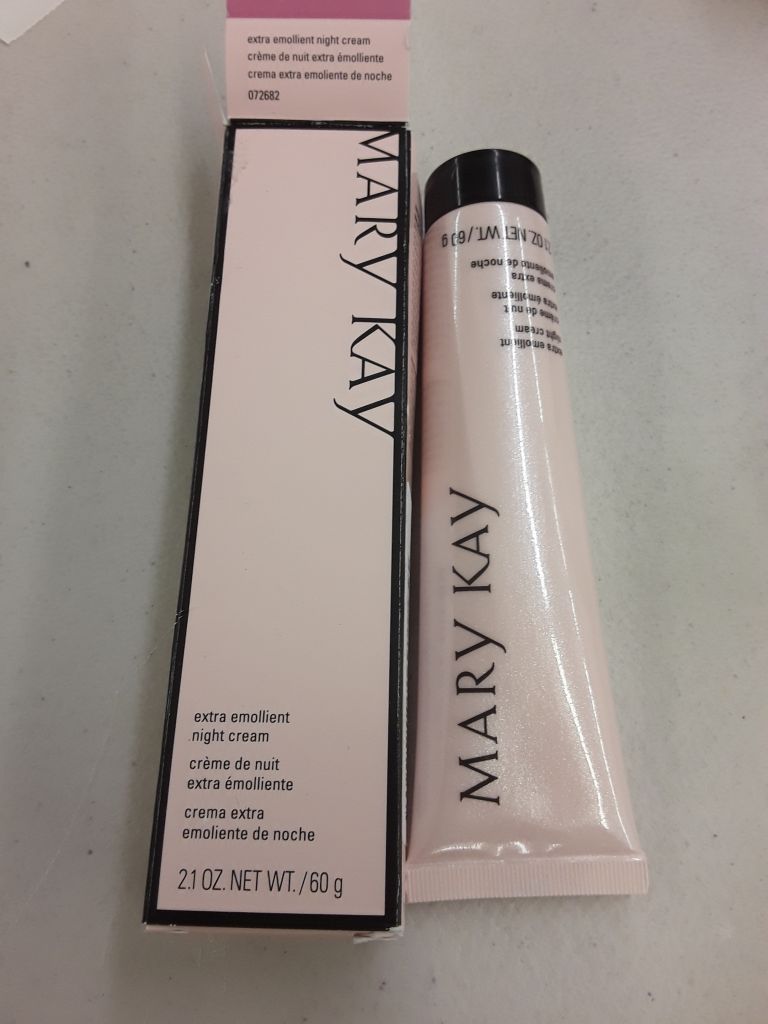 extra emollient night cream
crème de nuit extra émolliente
crema extra emoliente de noche
072682
MARY KAY
extra emollient
night cream
crème de nuit
extra émolliente
crema extra
emoliente de noche
2.1 OZ. NET WT. / 60 g
MARY KAY
extra emollient
night cream
crème de nuit
extra émolliente
crema extra
emoliente de noche
2.1 OZ. NET WT. / 60 g